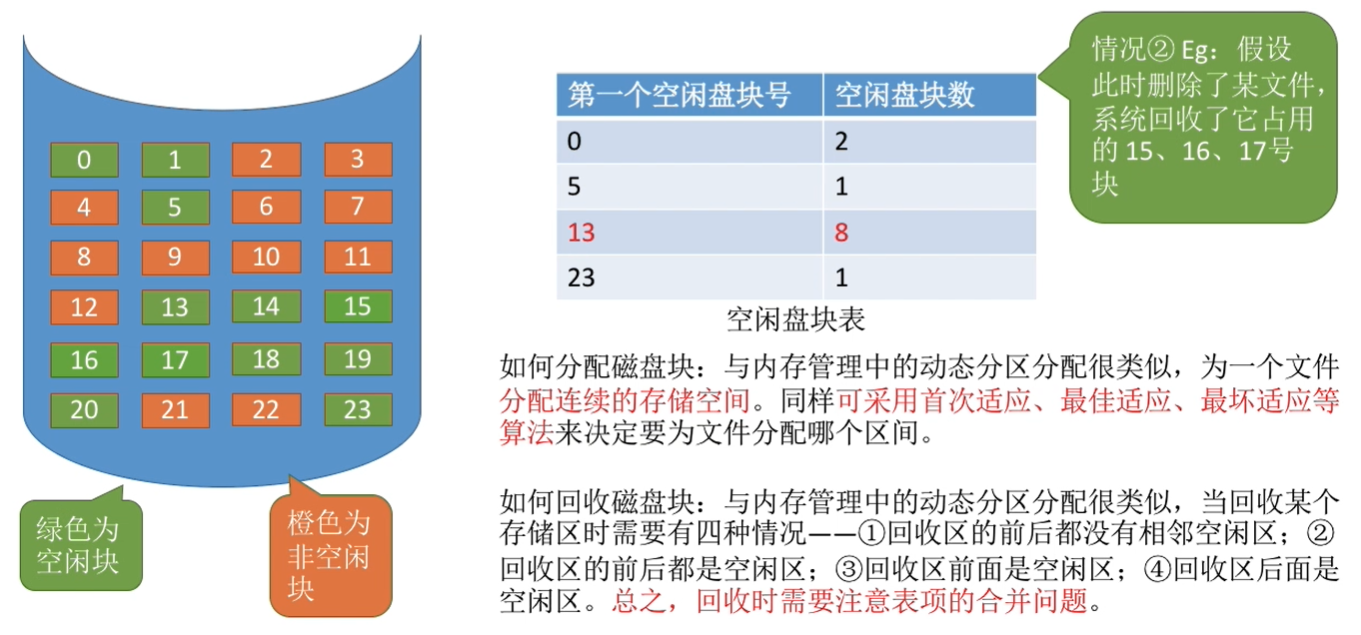 0 1 2 3
4 5 6 7
8 9 10 11
12 13 14 15
16 17 18 19
20 21 22 23
绿色为
空闲块
橙色为
非空闲
块
第一个空闲盘块号 空闲盘块数
0 2
5 1
13 8
23 1
空闲盘块表
情况② Eg：假设
此时删除了某文件，
系统回收了它占用
的 15、16、17号
块
如何分配磁盘块：与内存管理中的动态分区分配很类似，为一个文件
分配连续的存储空间。同样可采用首次适应、最佳适应、最坏适应等
算法来决定要为文件分配哪个区间。
如何回收磁盘块：与内存管理中的动态分区分配很类似，当回收某个
存储区时需要有四种情况——①回收区的前后都没有相邻空闲区；②
回收区的前后都是空闲区；③回收区前面是空闲区；④回收区后面是
空闲区。总之，回收时需要注意表项的合并问题。